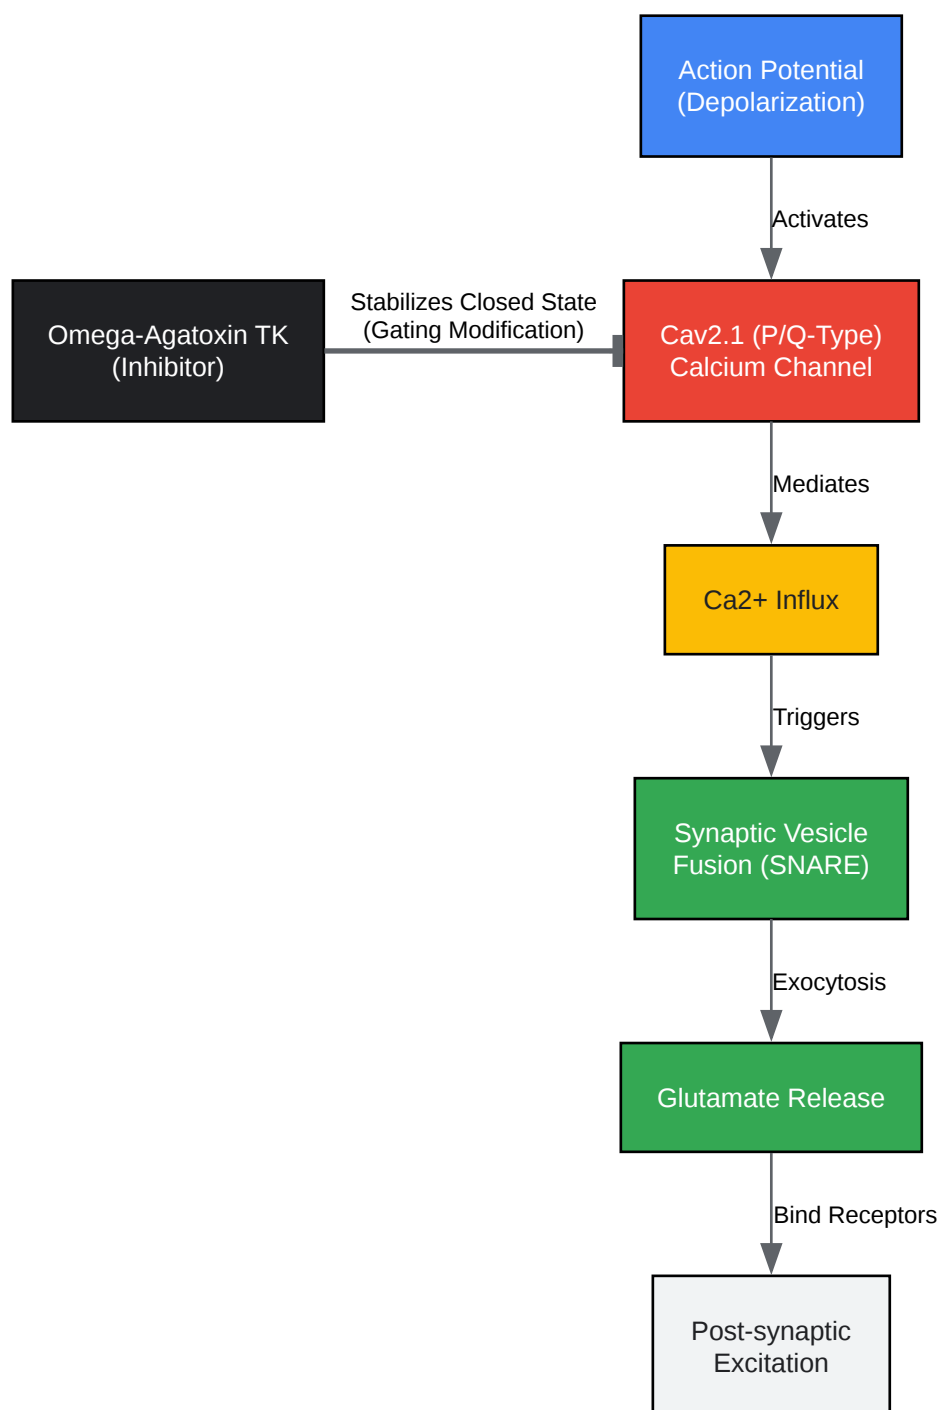 Action Potential
(Depolarization)
Activates
Stabilizes Closed State
(Gating Modification)
Omega-Agatoxin TK
(Inhibitor)
Cav2.1 (P/Q-Type)
Calcium Channel
Mediates
Ca2+ Influx
Triggers
Synaptic Vesicle
Fusion (SNARE)
Exocytosis
Glutamate Release
Bind Receptors
Post-synaptic
Excitation